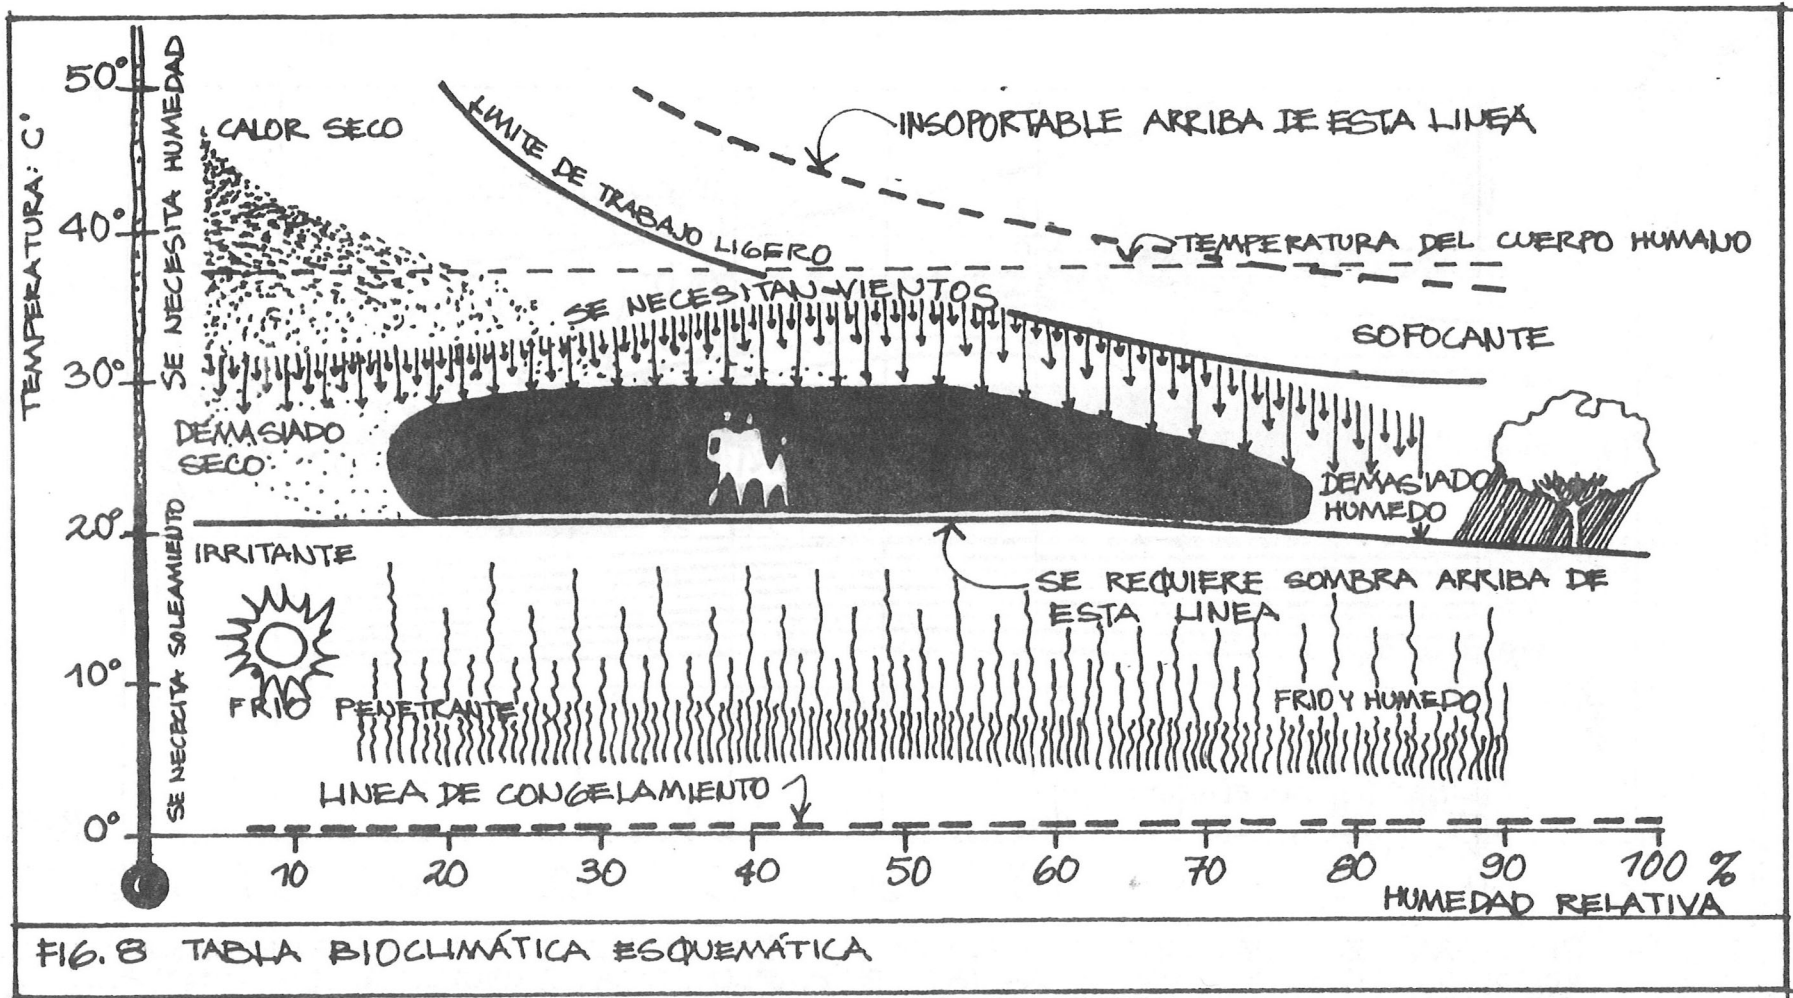 TEMPERATURA: C°
50°
40°
30°
20°
10°
0°
SE NECESITA HUMEDAD
SE NECECITA SOLEAMIENTO
CALOR SECO
LIMITE DE TRABAJO LIGERO
INSOPORTABLE ARRIBA DE ESTA LINEA
TEMPERATURA DEL CUERPO HUMANO
SE NECESITAN VIENTOS
SOFOCANTE
DEMASIADO
SECO
DEMASIADO
HUMEDO
IRRITANTE
SE REQUIERE SOMBRA ARRIBA DE
ESTA LINEA
FRIO PENETRANTE
FRIO Y HUMEDO
LINEA DE CONGELAMIENTO
10 20 30 40 50 60 70 80 90 100 %
HUMEDAD RELATIVA
FIG. 8 TABLA BIOCLIMÁTICA ESQUEMÁTICA